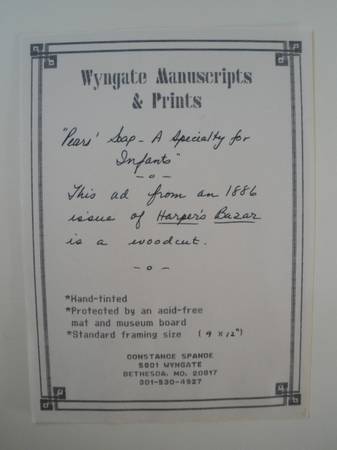 Wyngate Manuscripts
& Prints
"Pears' Soap - A Specialty for
Infants"
- o -
This ad from an 1886
issue of Harper's Bazar
is a woodcut.
- o -
*Hand-tinted
*Protected by an acid-free
mat and museum board
*Standard framing size (9 x 12")
CONSTANCE SPANDE
5801 WYNGATE
BETHESDA, MD. 20817
301-530-4927